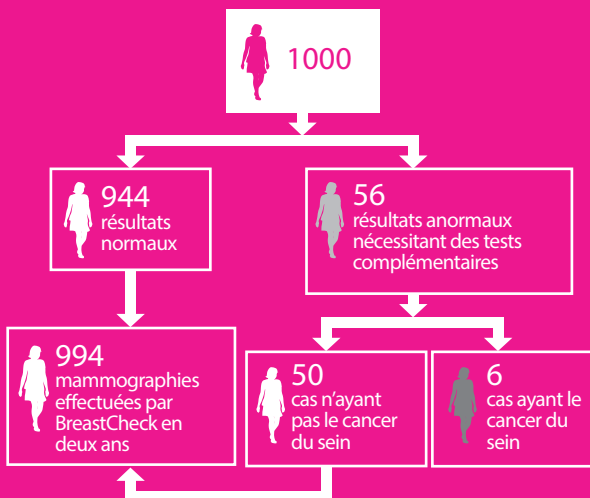 1000
944
résultats
normaux
56
résultats anormaux
nécessitant des tests
complémentaires
994
mammographies
effectuées par
BreastCheck en
deux ans
50
cas n'ayant
pas le cancer
du sein
6
cas ayant le
cancer du
sein